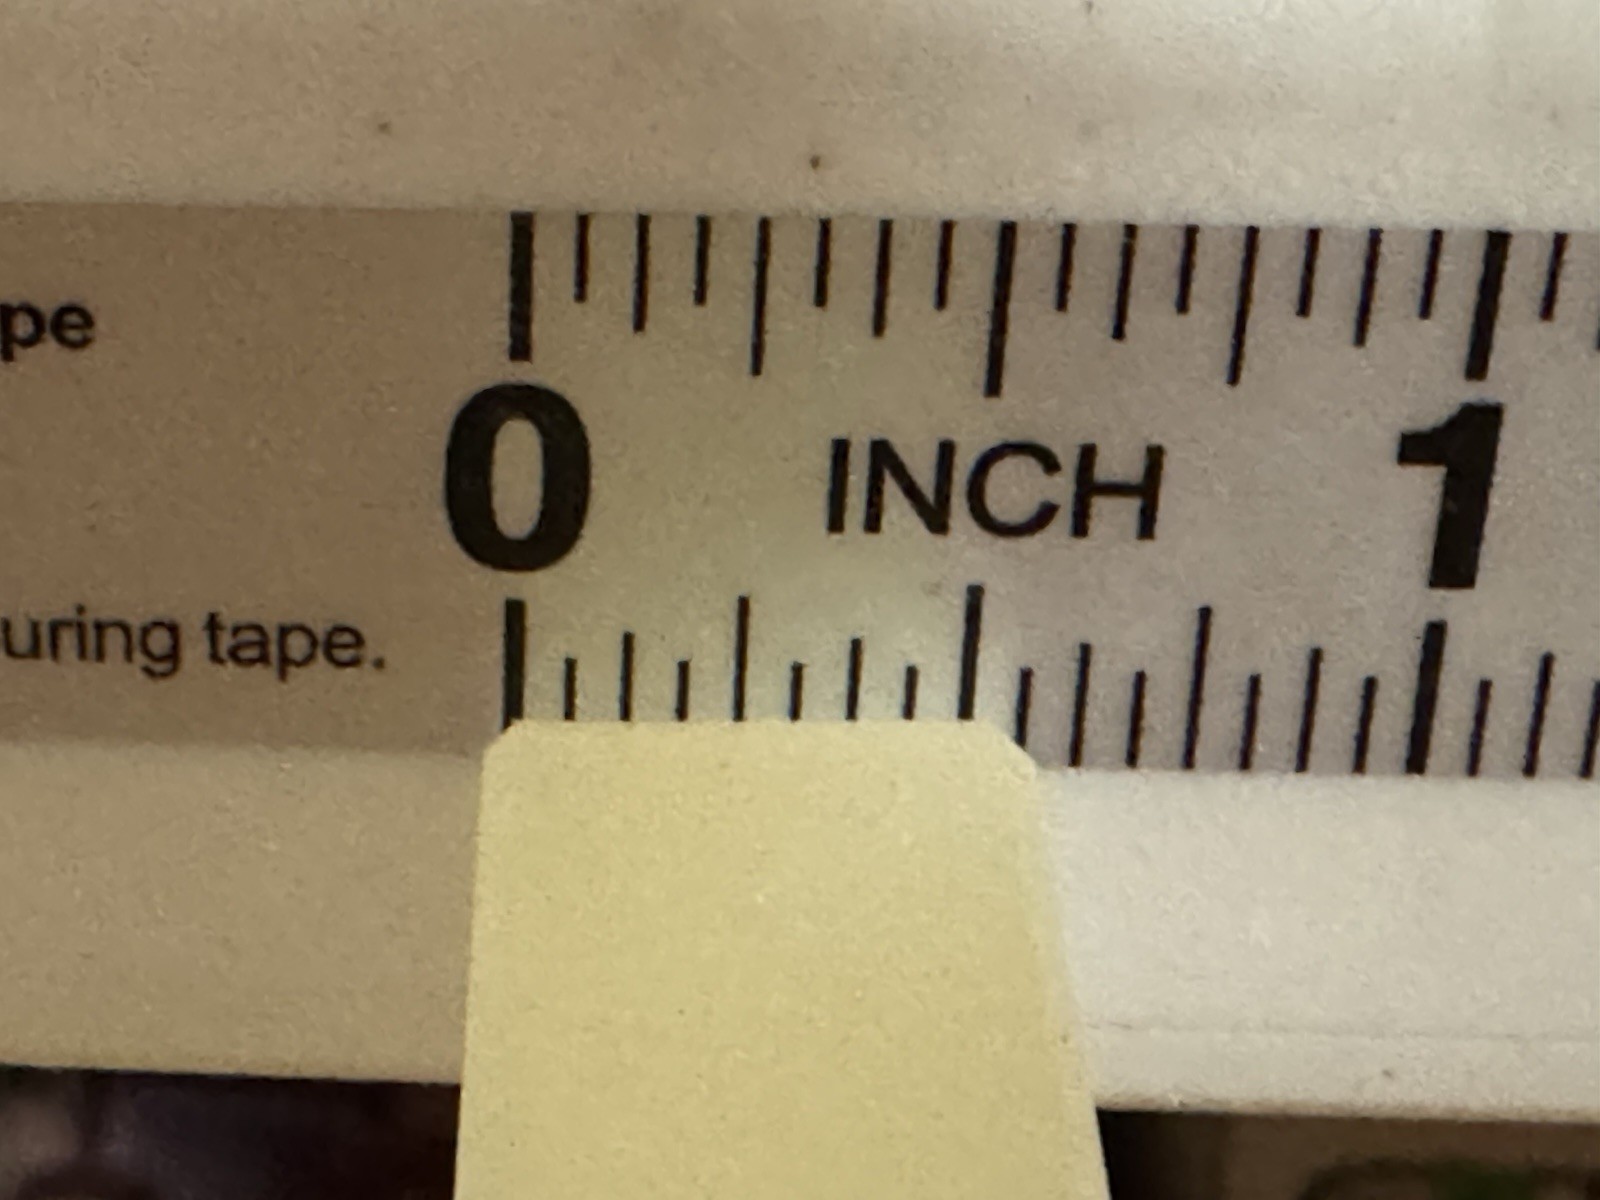 pe
0 INCH 1
uring tape.